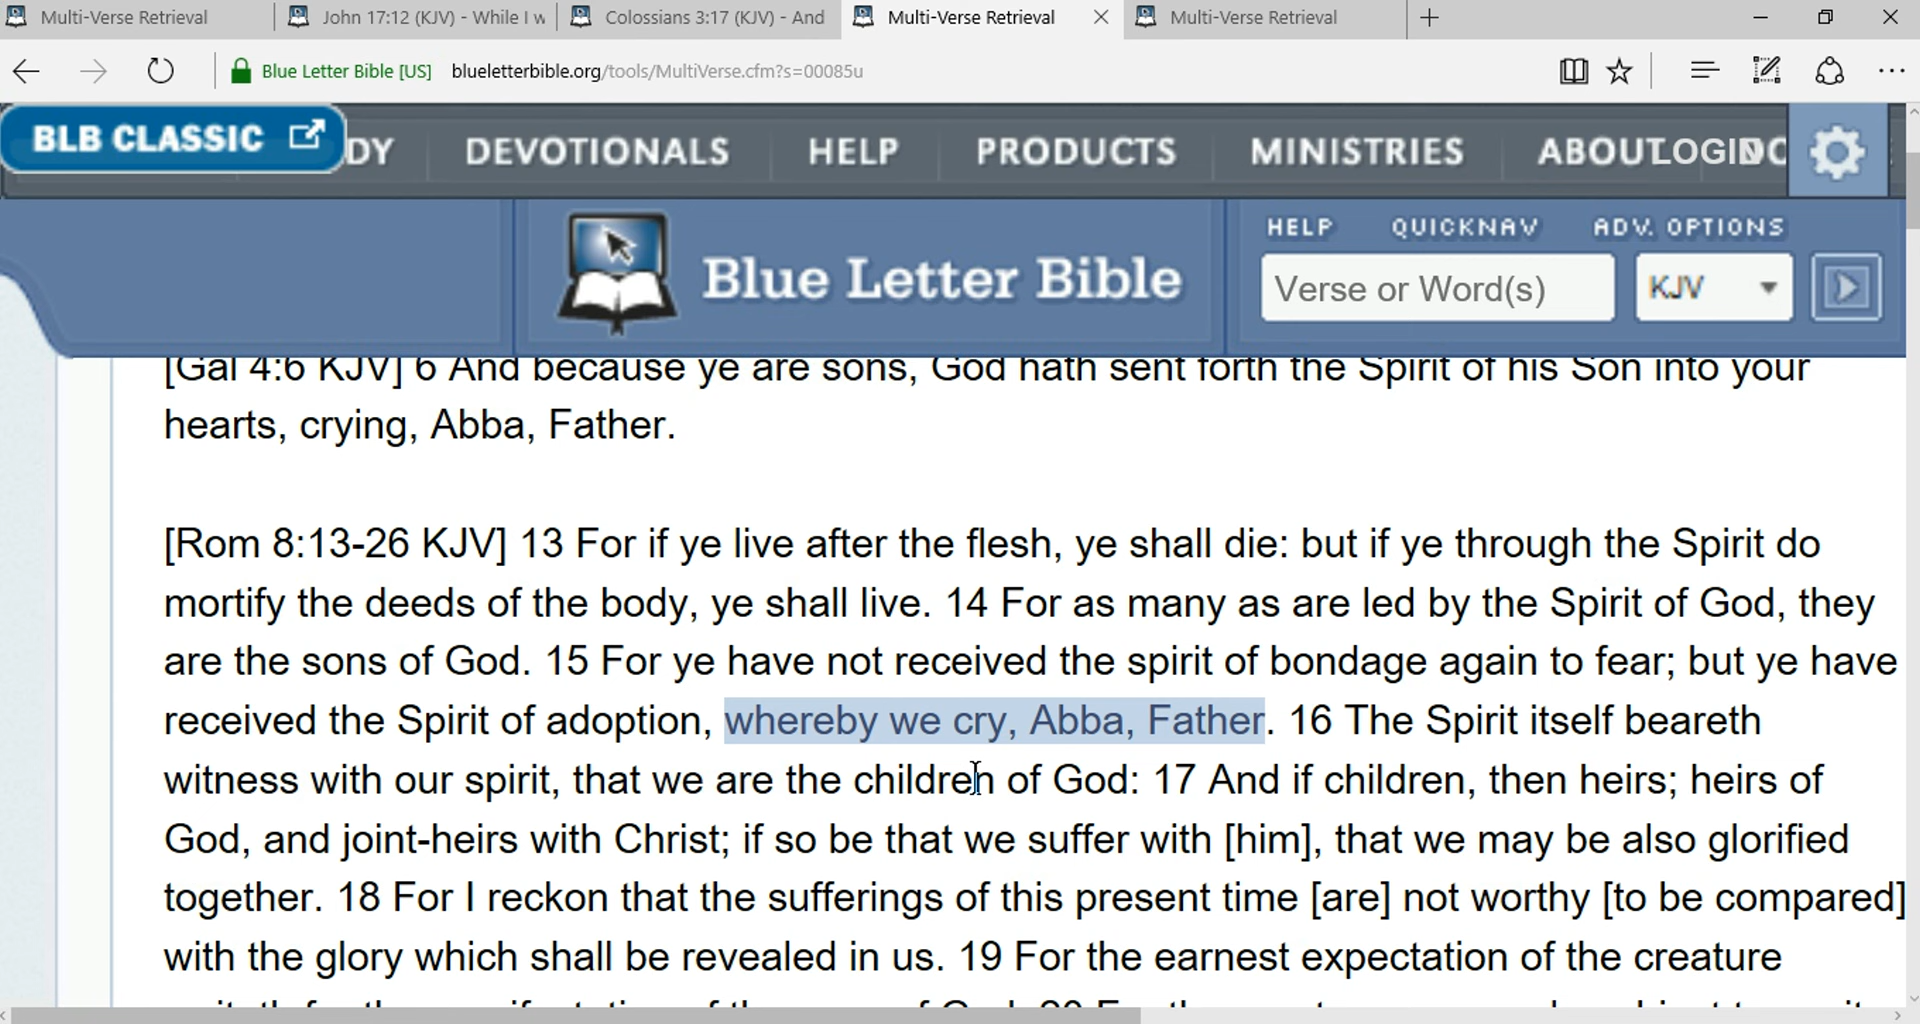 Multi-Verse Retrieval
John 17:12 (KJV) - While I w
Colossians 3:17 (KJV) - And
Multi-Verse Retrieval
Multi-Verse Retrieval
Blue Letter Bible [US] blueletterbible.org/tools/MultiVerse.cfm?s=00085u
BLB CLASSIC
DY DEVOTIONALS HELP PRODUCTS MINISTRIES ABOUT LOGIN
HELP QUICKNAV ADV. OPTIONS
Blue Letter Bible
Verse or Word(s) KJV
[Gal 4:6 KJV] 6 And because ye are sons, God hath sent forth the Spirit of his Son into your
hearts, crying, Abba, Father.
[Rom 8:13-26 KJV] 13 For if ye live after the flesh, ye shall die: but if ye through the Spirit do
mortify the deeds of the body, ye shall live. 14 For as many as are led by the Spirit of God, they
are the sons of God. 15 For ye have not received the spirit of bondage again to fear; but ye have
received the Spirit of adoption, whereby we cry, Abba, Father. 16 The Spirit itself beareth
witness with our spirit, that we are the children of God: 17 And if children, then heirs; heirs of
God, and joint-heirs with Christ; if so be that we suffer with [him], that we may be also glorified
together. 18 For I reckon that the sufferings of this present time [are] not worthy [to be compared]
with the glory which shall be revealed in us. 19 For the earnest expectation of the creature